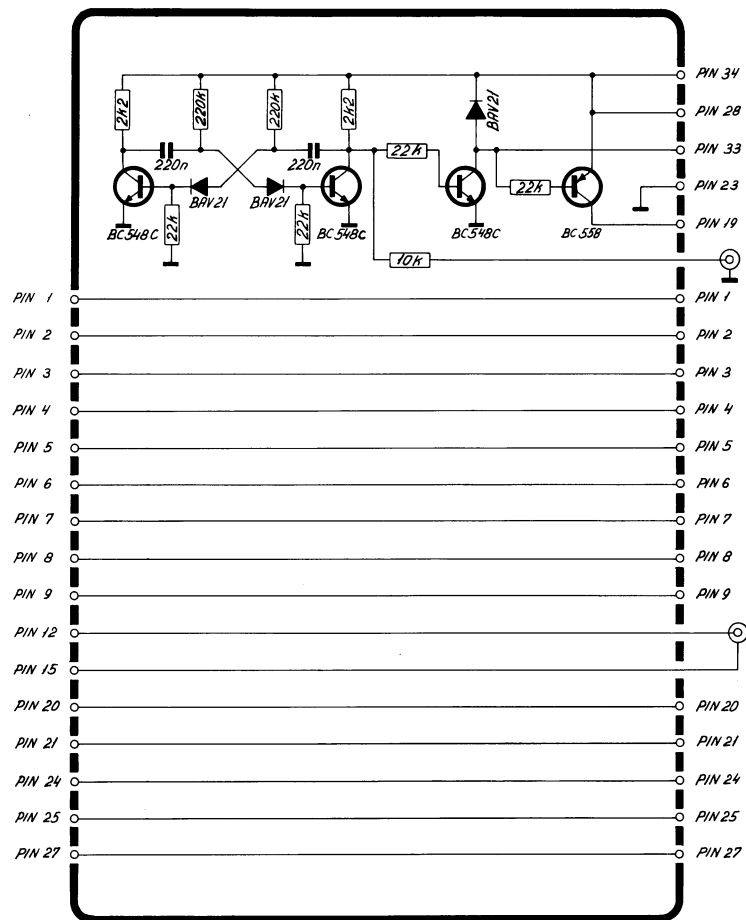 PIN 34
2k2
220k
220k
2k2
BAV21
PIN 28
220n
220n
22k
PIN 33
BAV21
BAV21
22k
PIN 23
22k
22k
BC548C
BC548C
BC548C
BC558
PIN 19
10k
PIN 1
PIN 1
PIN 2
PIN 2
PIN 3
PIN 3
PIN 4
PIN 4
PIN 5
PIN 5
PIN 6
PIN 6
PIN 7
PIN 7
PIN 8
PIN 8
PIN 9
PIN 9
PIN 12
PIN 15
PIN 20
PIN 20
PIN 21
PIN 21
PIN 24
PIN 24
PIN 25
PIN 25
PIN 27
PIN 27